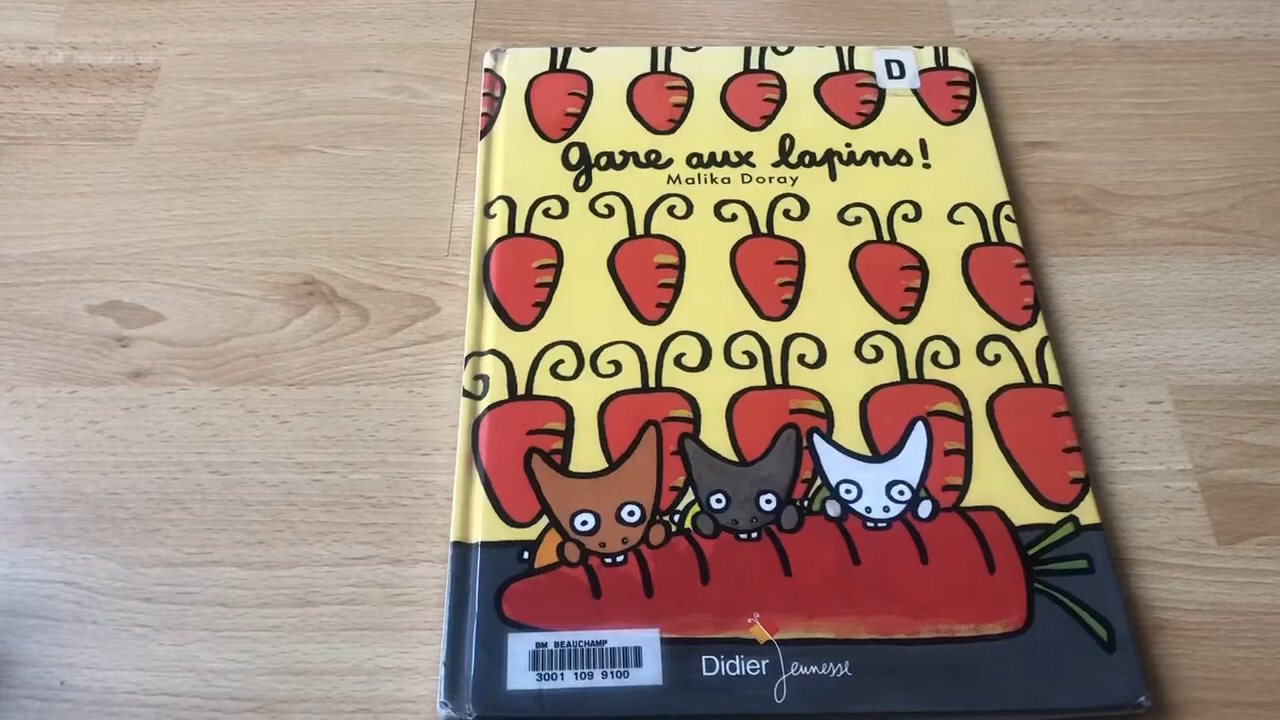 D
gare aux lapins!
Malika Doray
BM BEAUCHAMP
3001 109 9100
Didier Jeunesse